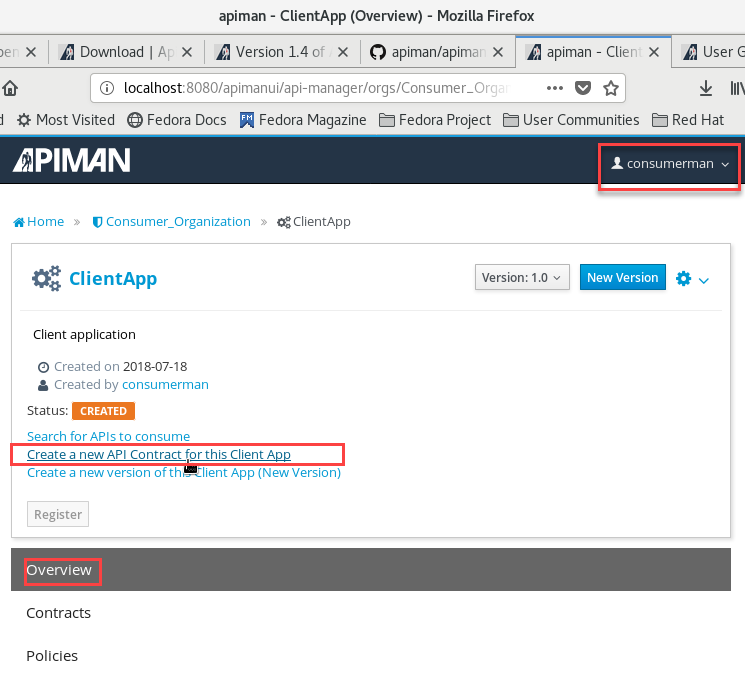 apiman - ClientApp (Overview) - Mozilla Firefox
Download | Ap
Version 1.4 of
apiman/apiman
apiman - Client
User G
localhost:8080/apimanui/api-manager/orgs/Consumer_Orga
Most Visited
Fedora Docs
Fedora Magazine
Fedora Project
User Communities
Red Hat
APIMAN
consumerman
Home » Consumer_Organization » ClientApp
ClientApp
Version: 1.0
New Version
Client application
Created on 2018-07-18
Created by consumerman
Status: CREATED
Search for APIs to consume
Create a new API Contract for this Client App
Create a new version of this Client App (New Version)
Register
Overview
Contracts
Policies